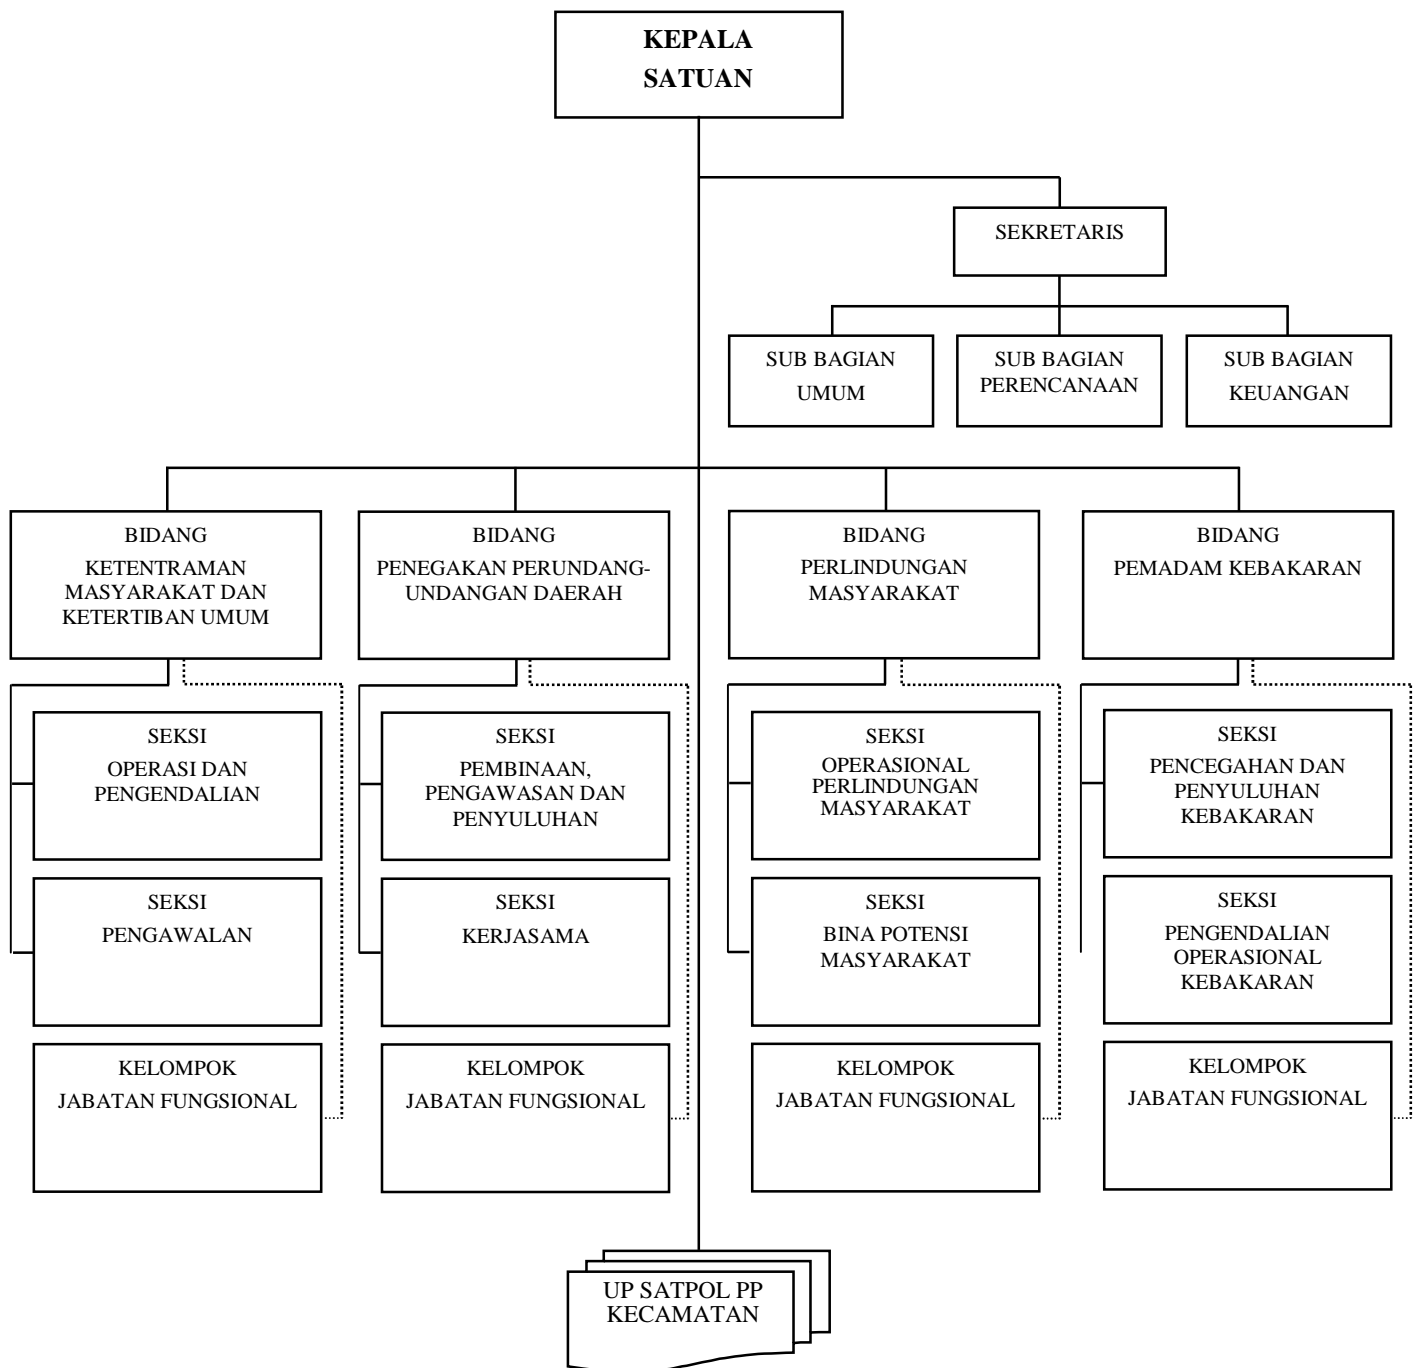 KEPALA
SATUAN
SEKRETARIS
SUB BAGIAN
UMUM
SUB BAGIAN
PERENCANAAN
SUB BAGIAN
KEUANGAN
BIDANG
KETENTRAMAN
MASYARAKAT DAN
KETERTIBAN UMUM
BIDANG
PENEGAKAN PERUNDANG-
UNDANGAN DAERAH
BIDANG
PERLINDUNGAN
MASYARAKAT
BIDANG
PEMADAM KEBAKARAN
SEKSI
OPERASI DAN
PENGENDALIAN
SEKSI
PEMBINAAN,
PENGAWASAN DAN
PENYULUHAN
SEKSI
OPERASIONAL
PERLINDUNGAN
MASYARAKAT
SEKSI
PENCEGAHAN DAN
PENYULUHAN
KEBAKARAN
SEKSI
PENGAWALAN
SEKSI
KERJASAMA
SEKSI
BINA POTENSI
MASYARAKAT
SEKSI
PENGENDALIAN
OPERASIONAL
KEBAKARAN
KELOMPOK
JABATAN FUNGSIONAL
KELOMPOK
JABATAN FUNGSIONAL
KELOMPOK
JABATAN FUNGSIONAL
KELOMPOK
JABATAN FUNGSIONAL
UP SATPOL PP
KECAMATAN